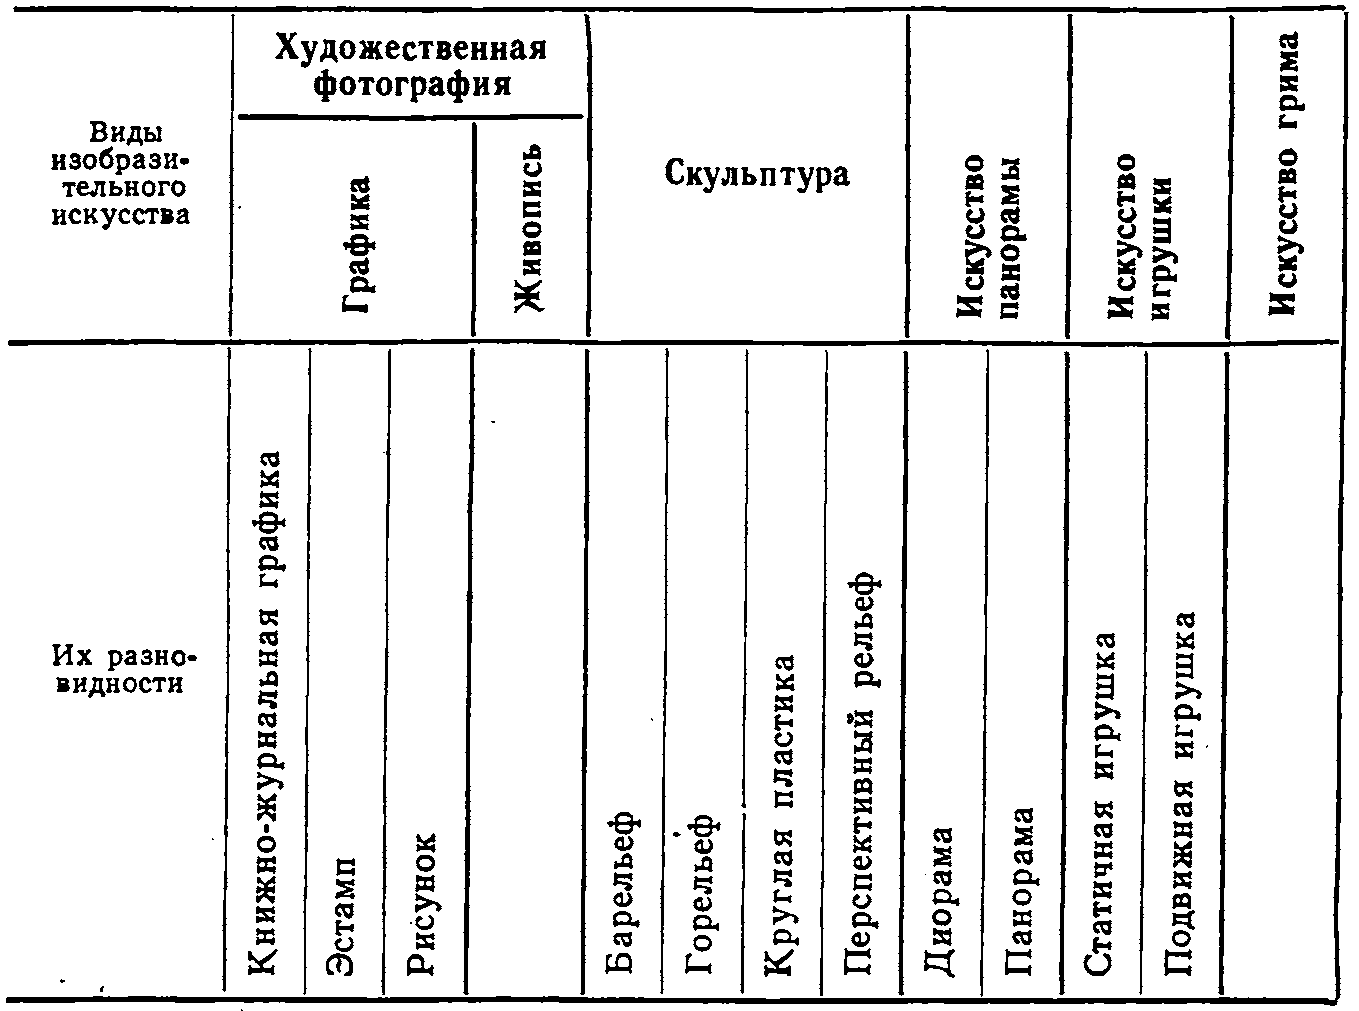 Виды
изобрази-
тельного
искусства
Художественная
фотография
Графика
Живопись
Скульптура
Искусство
панорамы
Искусство
игрушки
Искусство грима
Их разно-
видности
Книжно-журнальная графика
Эстамп
Рисунок
Барельеф
Горельеф
Круглая пластика
Перспективный рельеф
Диорама
Панорама
Статичная игрушка
Подвижная игрушка